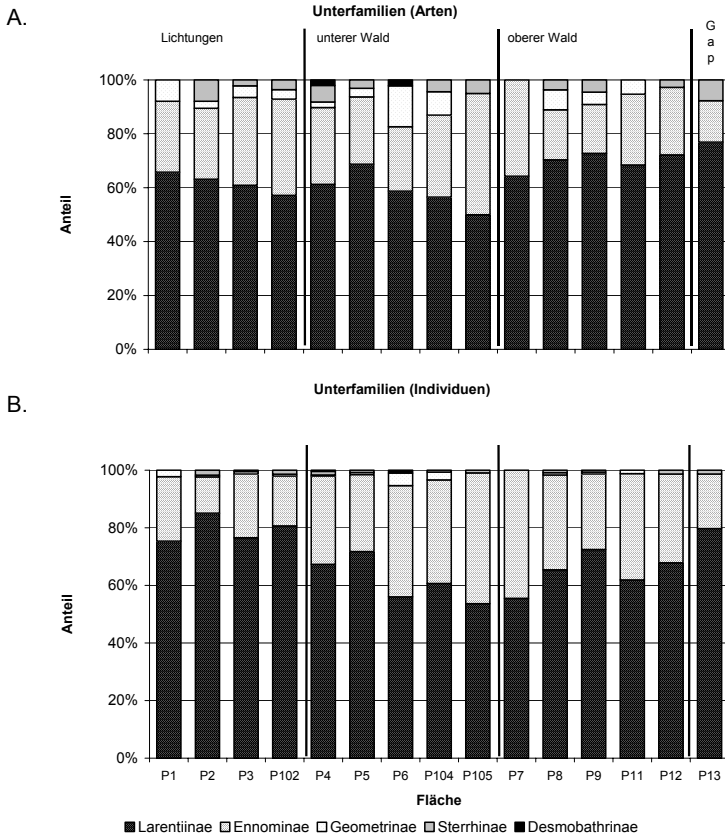 A.
Unterfamilien (Arten)
Lichtungen unterer Wald oberer Wald Gap
100%
80%
60%
40%
20%
0%
Anteil
B.
Unterfamilien (Individuen)
100%
80%
60%
40%
20%
0%
Anteil
P1 P2 P3 P102 P4 P5 P6 P104 P105 P7 P8 P9 P11 P12 P13
Fläche
Larentiinae Ennominae Geometrinae Sterrhinae Desmobathrinae